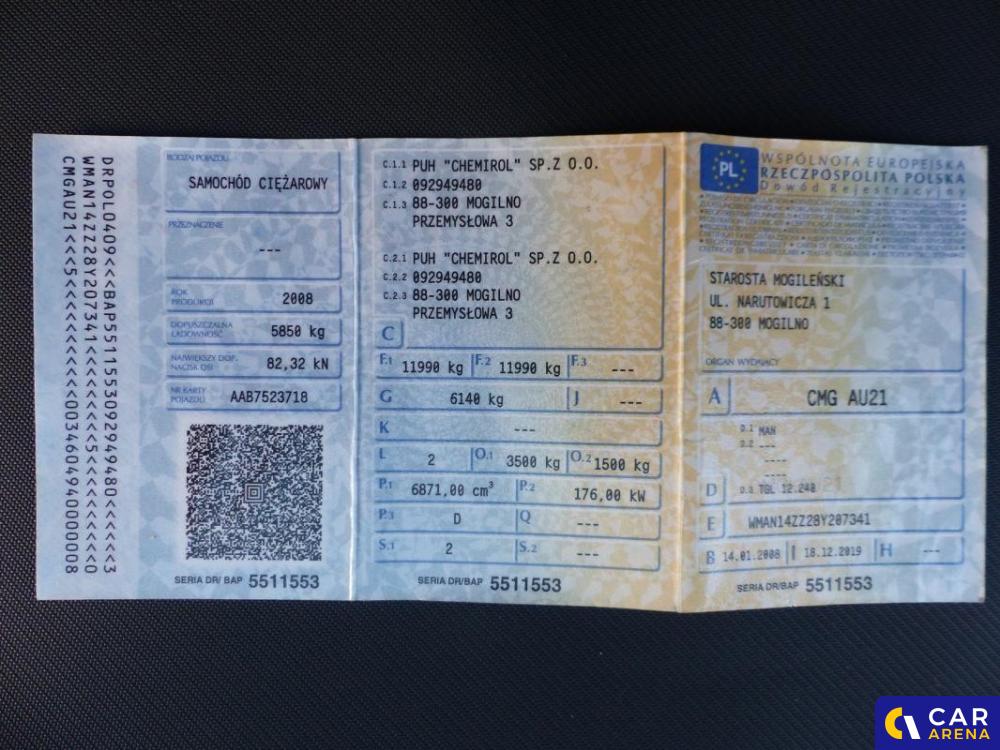 DRPOL0409<<BAP5511553092949480<<<<<3
WMAN14ZZ28Y207341<<<<<<5<<<<<<<<<<0
CMGAU21<<<5<<<<<<<<<<<0034604940000008
RODZAJ POJAZDU
SAMOCHÓD CIĘŻAROWY
PRZEZNACZENIE
---
ROK PRODUKCJI 2008
DOPUSZCZALNA ŁADOWNOŚĆ 5850 kg
NAJWIĘKSZY DOP. NACISK OSI 82,32 kN
NR KARTY POJAZDU AAB7523718
SERIA DR/BAP 5511553
C.1.1 PUH "CHEMIROL" SP.Z O.O.
C.1.2 092949480
C.1.3 88-300 MOGILNO
PRZEMYSŁOWA 3
C.2.1 PUH "CHEMIROL" SP.Z O.O.
C.2.2 092949480
C.2.3 88-300 MOGILNO
PRZEMYSŁOWA 3
C
F.1 11990 kg F.2 11990 kg F.3 ---
G 6140 kg J ---
K ---
L 2 O.1 3500 kg O.2 1500 kg
P.1 6871,00 cm³ P.2 176,00 kW
P.3 D Q ---
S.1 2 S.2 ---
SERIA DR/BAP 5511553
PL
WSPÓLNOTA EUROPEJSKA
RZECZPOSPOLITA POLSKA
Dowód Rejestracyjny
STAROSTA MOGILEŃSKI
UL. NARUTOWICZA 1
88-300 MOGILNO
ORGAN WYDAJĄCY
A CMG AU21
D.1 MAN
D.2 ---
----
----
D D.3 TGL 12.240
E WMAN14ZZ28Y207341
B 14.01.2008 I 18.12.2019 H ---
SERIA DR/BAP 5511553
CAR
ARENA